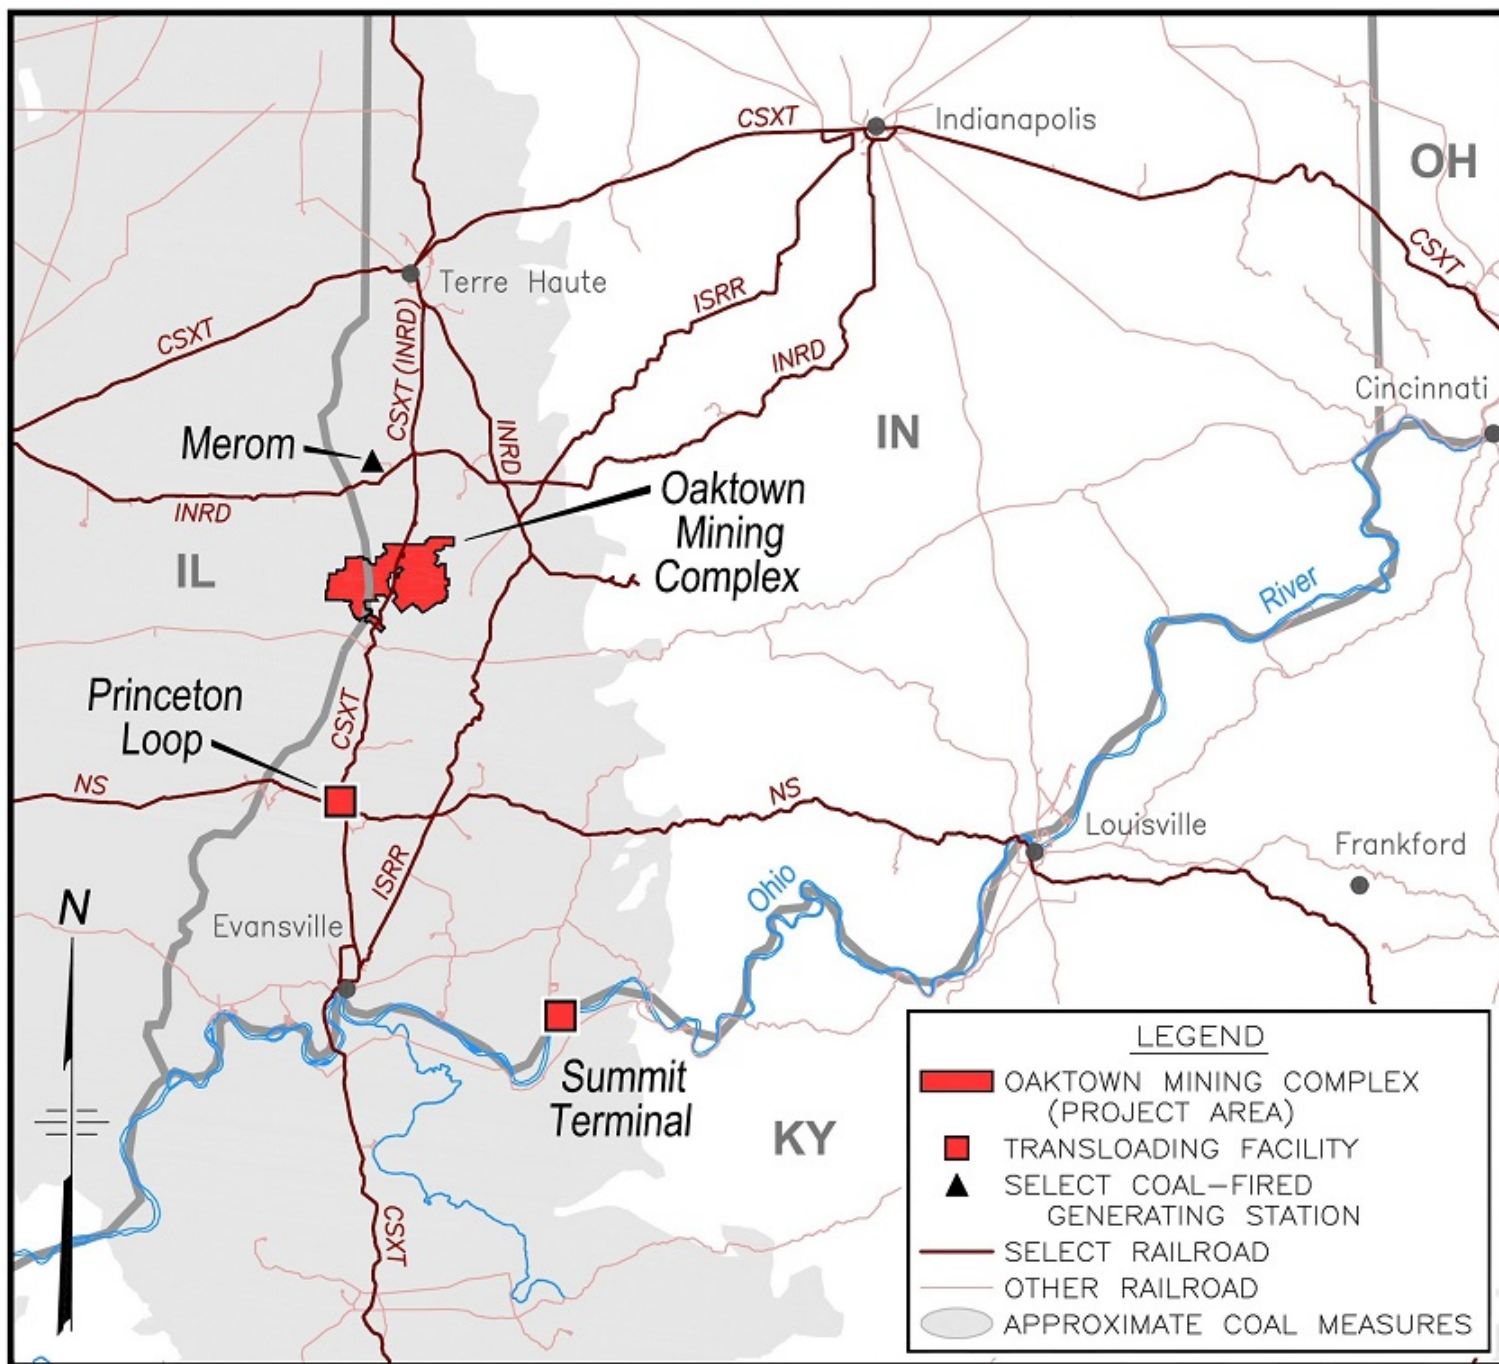 CSXT
Indianapolis
OH
CSXT
Terre Haute
ISRR
CSXT
CSXT (INRD)
INRD
Cincinnati
Merom
INRD
IN
Oaktown
Mining
Complex
INRD
IL
River
Princeton
Loop
CSXT
NS
NS
Louisville
Frankford
ISRR
Ohio
N
Evansville
Summit
Terminal
KY
CSXT
LEGEND
OAKTOWN MINING COMPLEX
(PROJECT AREA)
TRANSLOADING FACILITY
SELECT COAL-FIRED
GENERATING STATION
SELECT RAILROAD
OTHER RAILROAD
APPROXIMATE COAL MEASURES